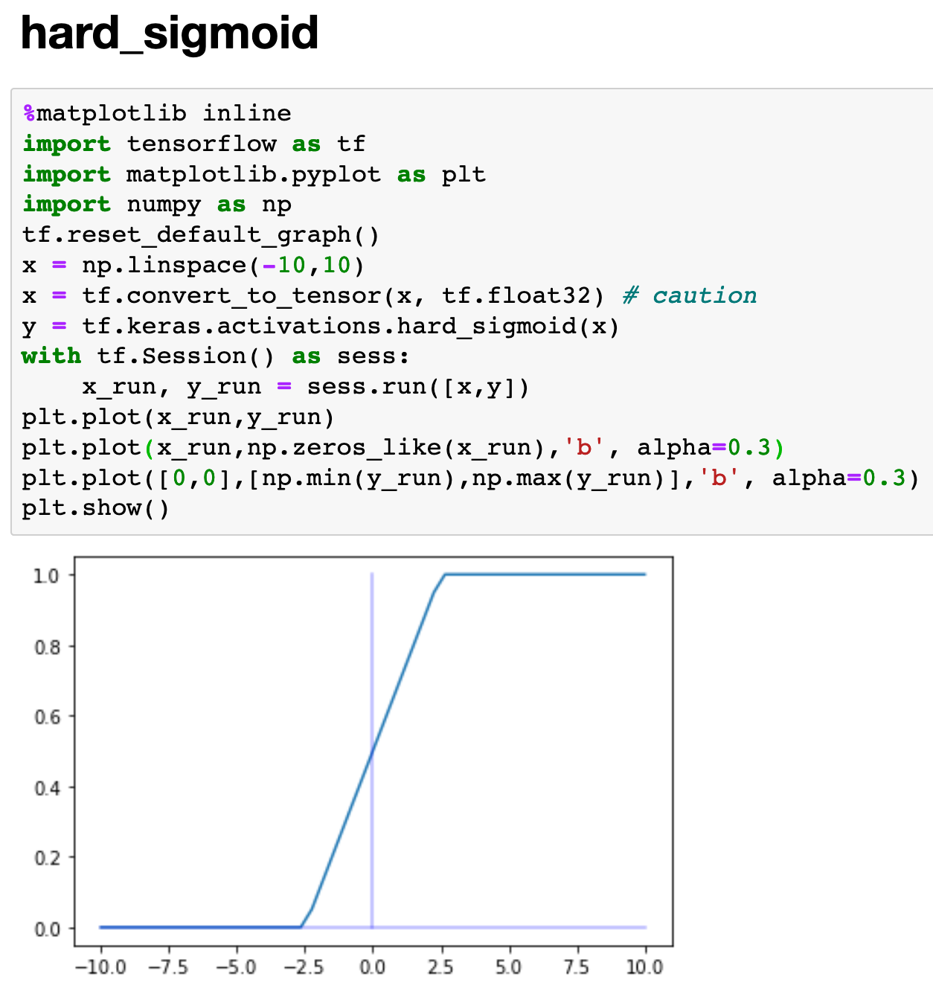 hard_sigmoid
%matplotlib inline
import tensorflow as tf
import matplotlib.pyplot as plt
import numpy as np
tf.reset_default_graph()
x = np.linspace(-10,10)
x = tf.convert_to_tensor(x, tf.float32) # caution
y = tf.keras.activations.hard_sigmoid(x)
with tf.Session() as sess:
    x_run, y_run = sess.run([x,y])
plt.plot(x_run,y_run)
plt.plot(x_run,np.zeros_like(x_run),'b', alpha=0.3)
plt.plot([0,0],[np.min(y_run),np.max(y_run)],'b', alpha=0.3)
plt.show()
1.0
0.8
0.6
0.4
0.2
0.0
−10.0 −7.5 −5.0 −2.5 0.0 2.5 5.0 7.5 10.0